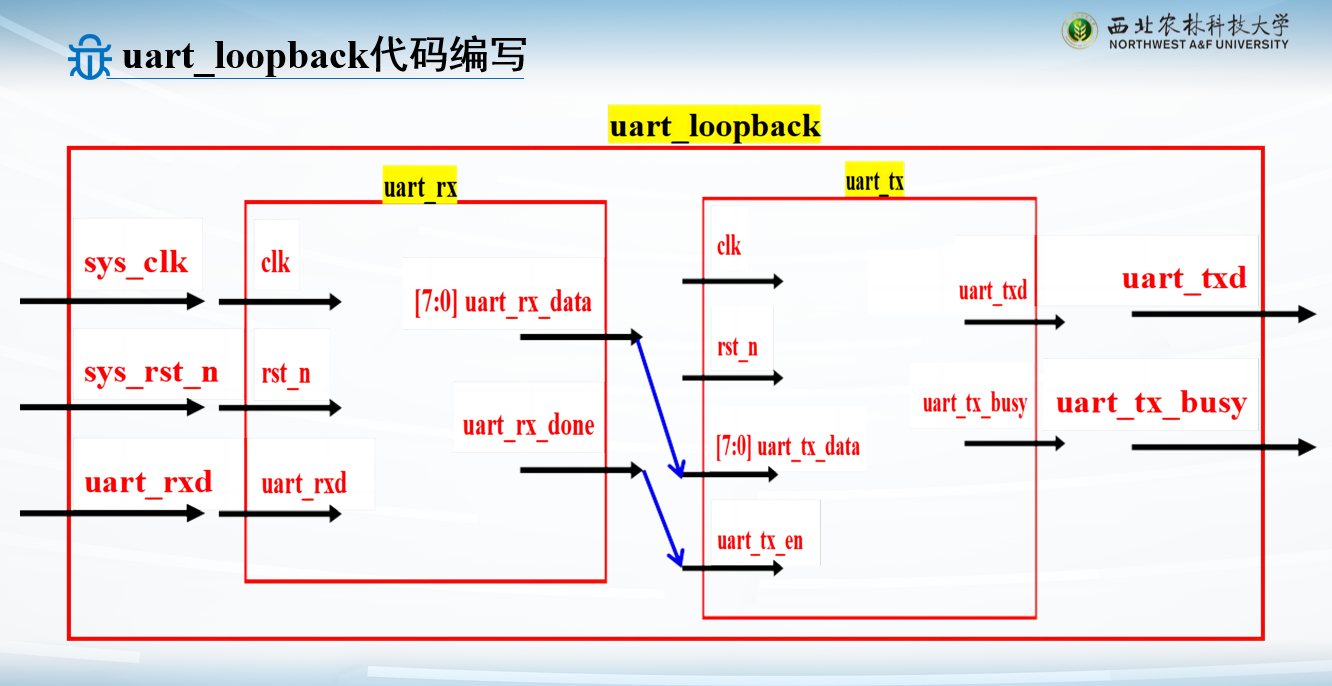 uart_loopback代码编写
西北农林科技大学
NORTHWEST A&F UNIVERSITY
uart_loopback
uart_rx
uart_tx
sys_clk
clk
[7:0] uart_rx_data
clk
uart_txd
uart_txd
sys_rst_n
rst_n
uart_rx_done
rst_n
uart_tx_busy
uart_tx_busy
uart_rxd
uart_rxd
[7:0] uart_tx_data
uart_tx_en